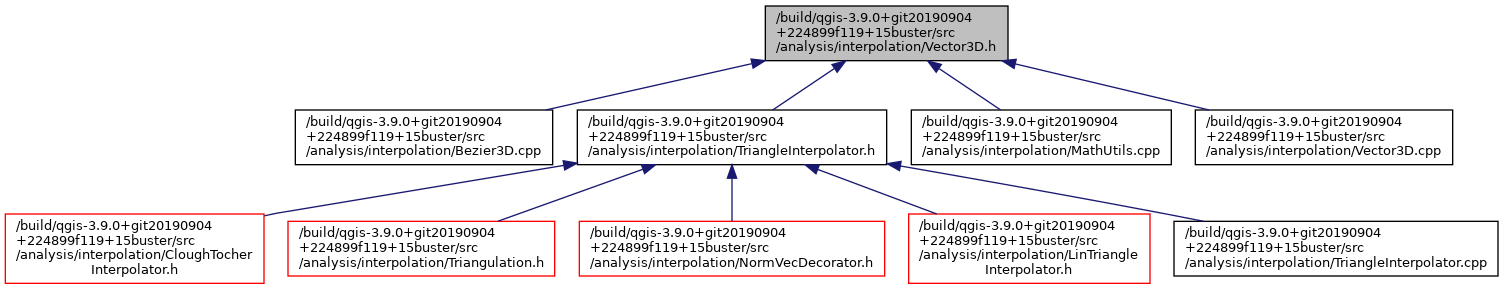 /build/qgis-3.9.0+git20190904
+224899f119+15buster/src
/analysis/interpolation/Vector3D.h
/build/qgis-3.9.0+git20190904
+224899f119+15buster/src
/analysis/interpolation/Bezier3D.cpp
/build/qgis-3.9.0+git20190904
+224899f119+15buster/src
/analysis/interpolation/TriangleInterpolator.h
/build/qgis-3.9.0+git20190904
+224899f119+15buster/src
/analysis/interpolation/MathUtils.cpp
/build/qgis-3.9.0+git20190904
+224899f119+15buster/src
/analysis/interpolation/Vector3D.cpp
/build/qgis-3.9.0+git20190904
+224899f119+15buster/src
/analysis/interpolation/CloughTocher
Interpolator.h
/build/qgis-3.9.0+git20190904
+224899f119+15buster/src
/analysis/interpolation/Triangulation.h
/build/qgis-3.9.0+git20190904
+224899f119+15buster/src
/analysis/interpolation/NormVecDecorator.h
/build/qgis-3.9.0+git20190904
+224899f119+15buster/src
/analysis/interpolation/LinTriangle
Interpolator.h
/build/qgis-3.9.0+git20190904
+224899f119+15buster/src
/analysis/interpolation/TriangleInterpolator.cpp